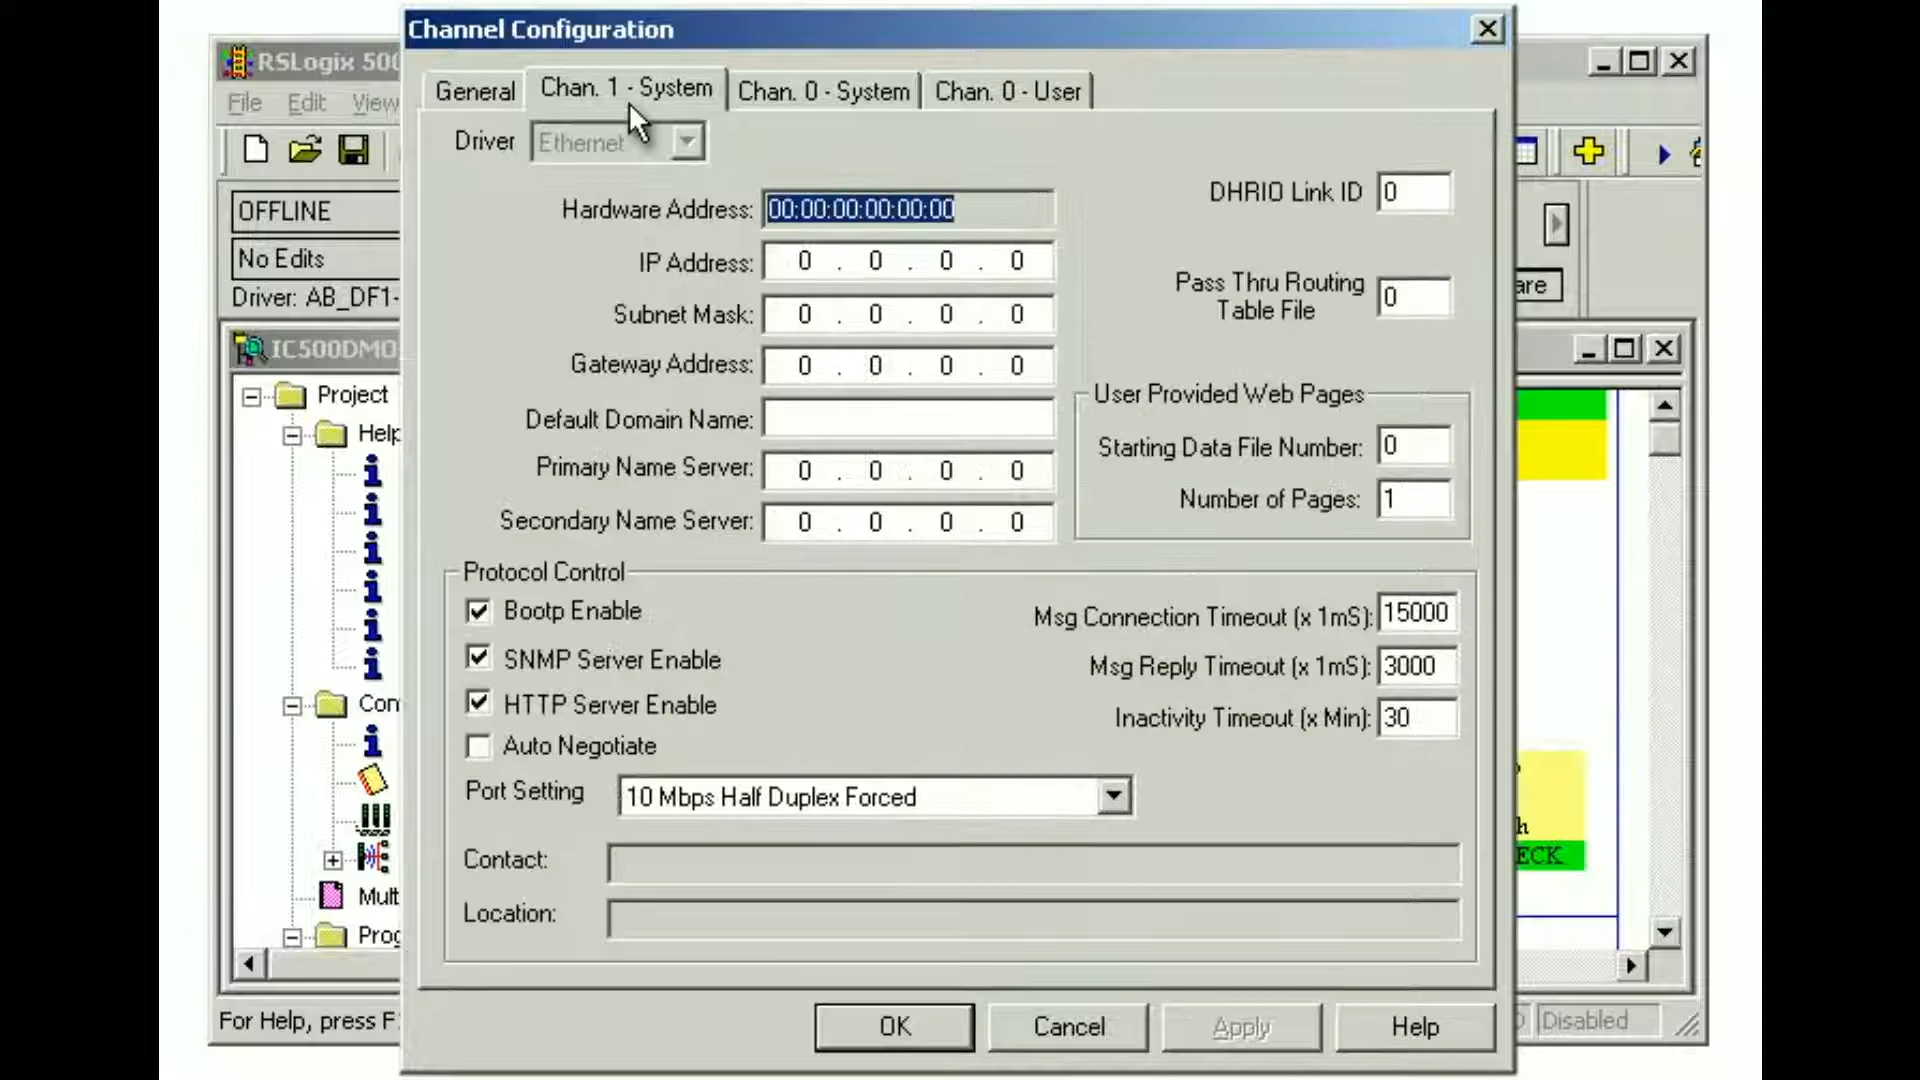 Channel Configuration
RSLogix 500
File Edit View
General Chan. 1 - System Chan. 0 - System Chan. 0 - User
Driver Ethernet
OFFLINE
No Edits
Driver: AB_DF1-
Hardware Address: 00:00:00:00:00:00
DHRIO Link ID 0
IP Address: 0 . 0 . 0 . 0
Subnet Mask: 0 . 0 . 0 . 0
Pass Thru Routing
Table File 0
Gateway Address: 0 . 0 . 0 . 0
Default Domain Name:
Primary Name Server: 0 . 0 . 0 . 0
Secondary Name Server: 0 . 0 . 0 . 0
User Provided Web Pages
Starting Data File Number: 0
Number of Pages: 1
IC500DMO
Project
Help
Con
Mult
Prog
Protocol Control
Bootp Enable
SNMP Server Enable
HTTP Server Enable
Auto Negotiate
Msg Connection Timeout (x 1mS): 15000
Msg Reply Timeout (x 1mS): 3000
Inactivity Timeout (x Min): 30
Port Setting 10 Mbps Half Duplex Forced
Contact:
Location:
ECK
OK Cancel Apply Help
For Help, press F
Disabled